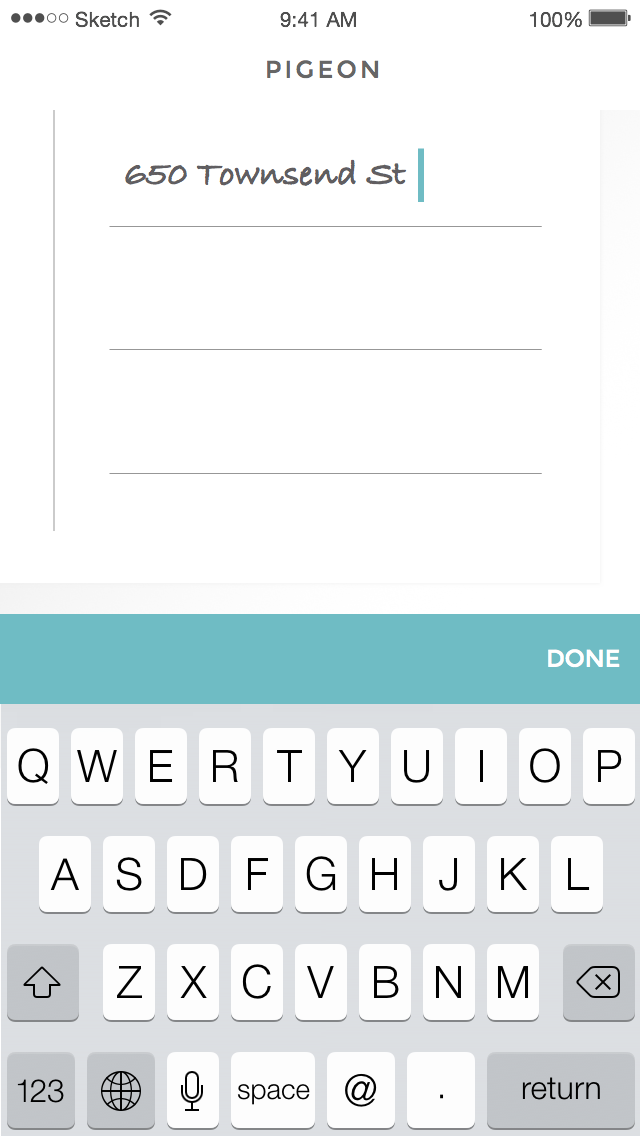 Sketch 9:41 AM 100%
PIGEON
650 Townsend St
DONE
Q W E R T Y U I O P
A S D F G H J K L
Z X C V B N M
123 space @ . return